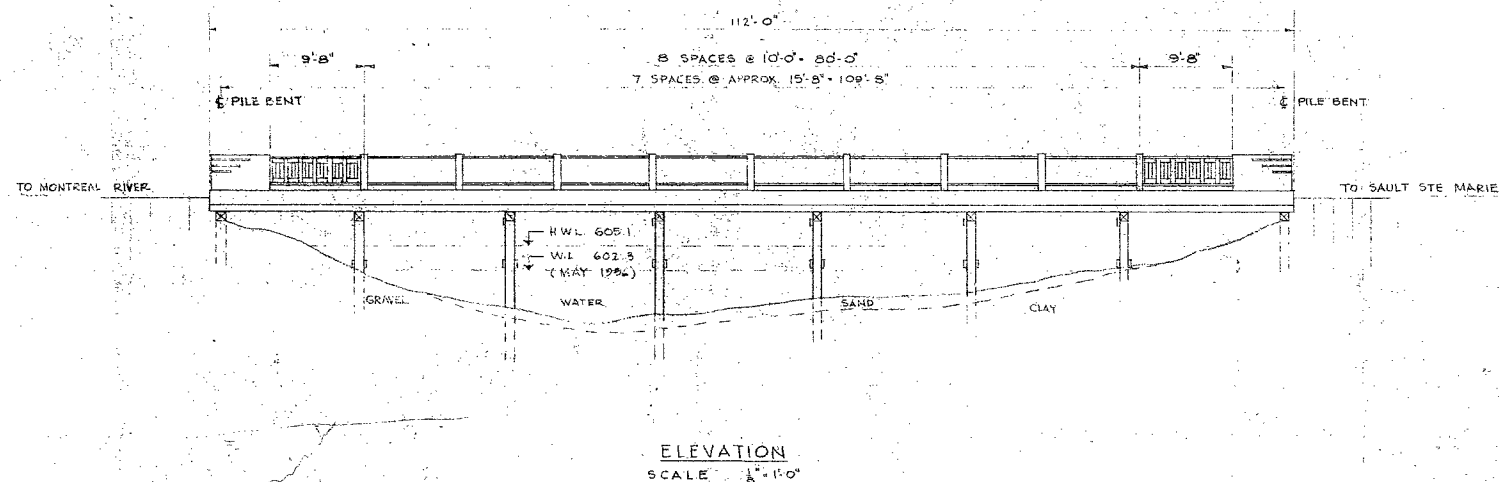 112'-0"
9'-8"
8 SPACES @ 10'-0" = 80'-0"
9'-8"
7 SPACES @ APPROX. 15'-8" = 109'-8"
℄ PILE BENT
℄ PILE BENT
TO MONTREAL RIVER
TO SAULT STE MARIE
H.W.L. 605.1
W.L. 602.3
(MAY 1956)
GRAVEL
WATER
SAND
CLAY
ELEVATION
SCALE 1/8" = 1'-0"